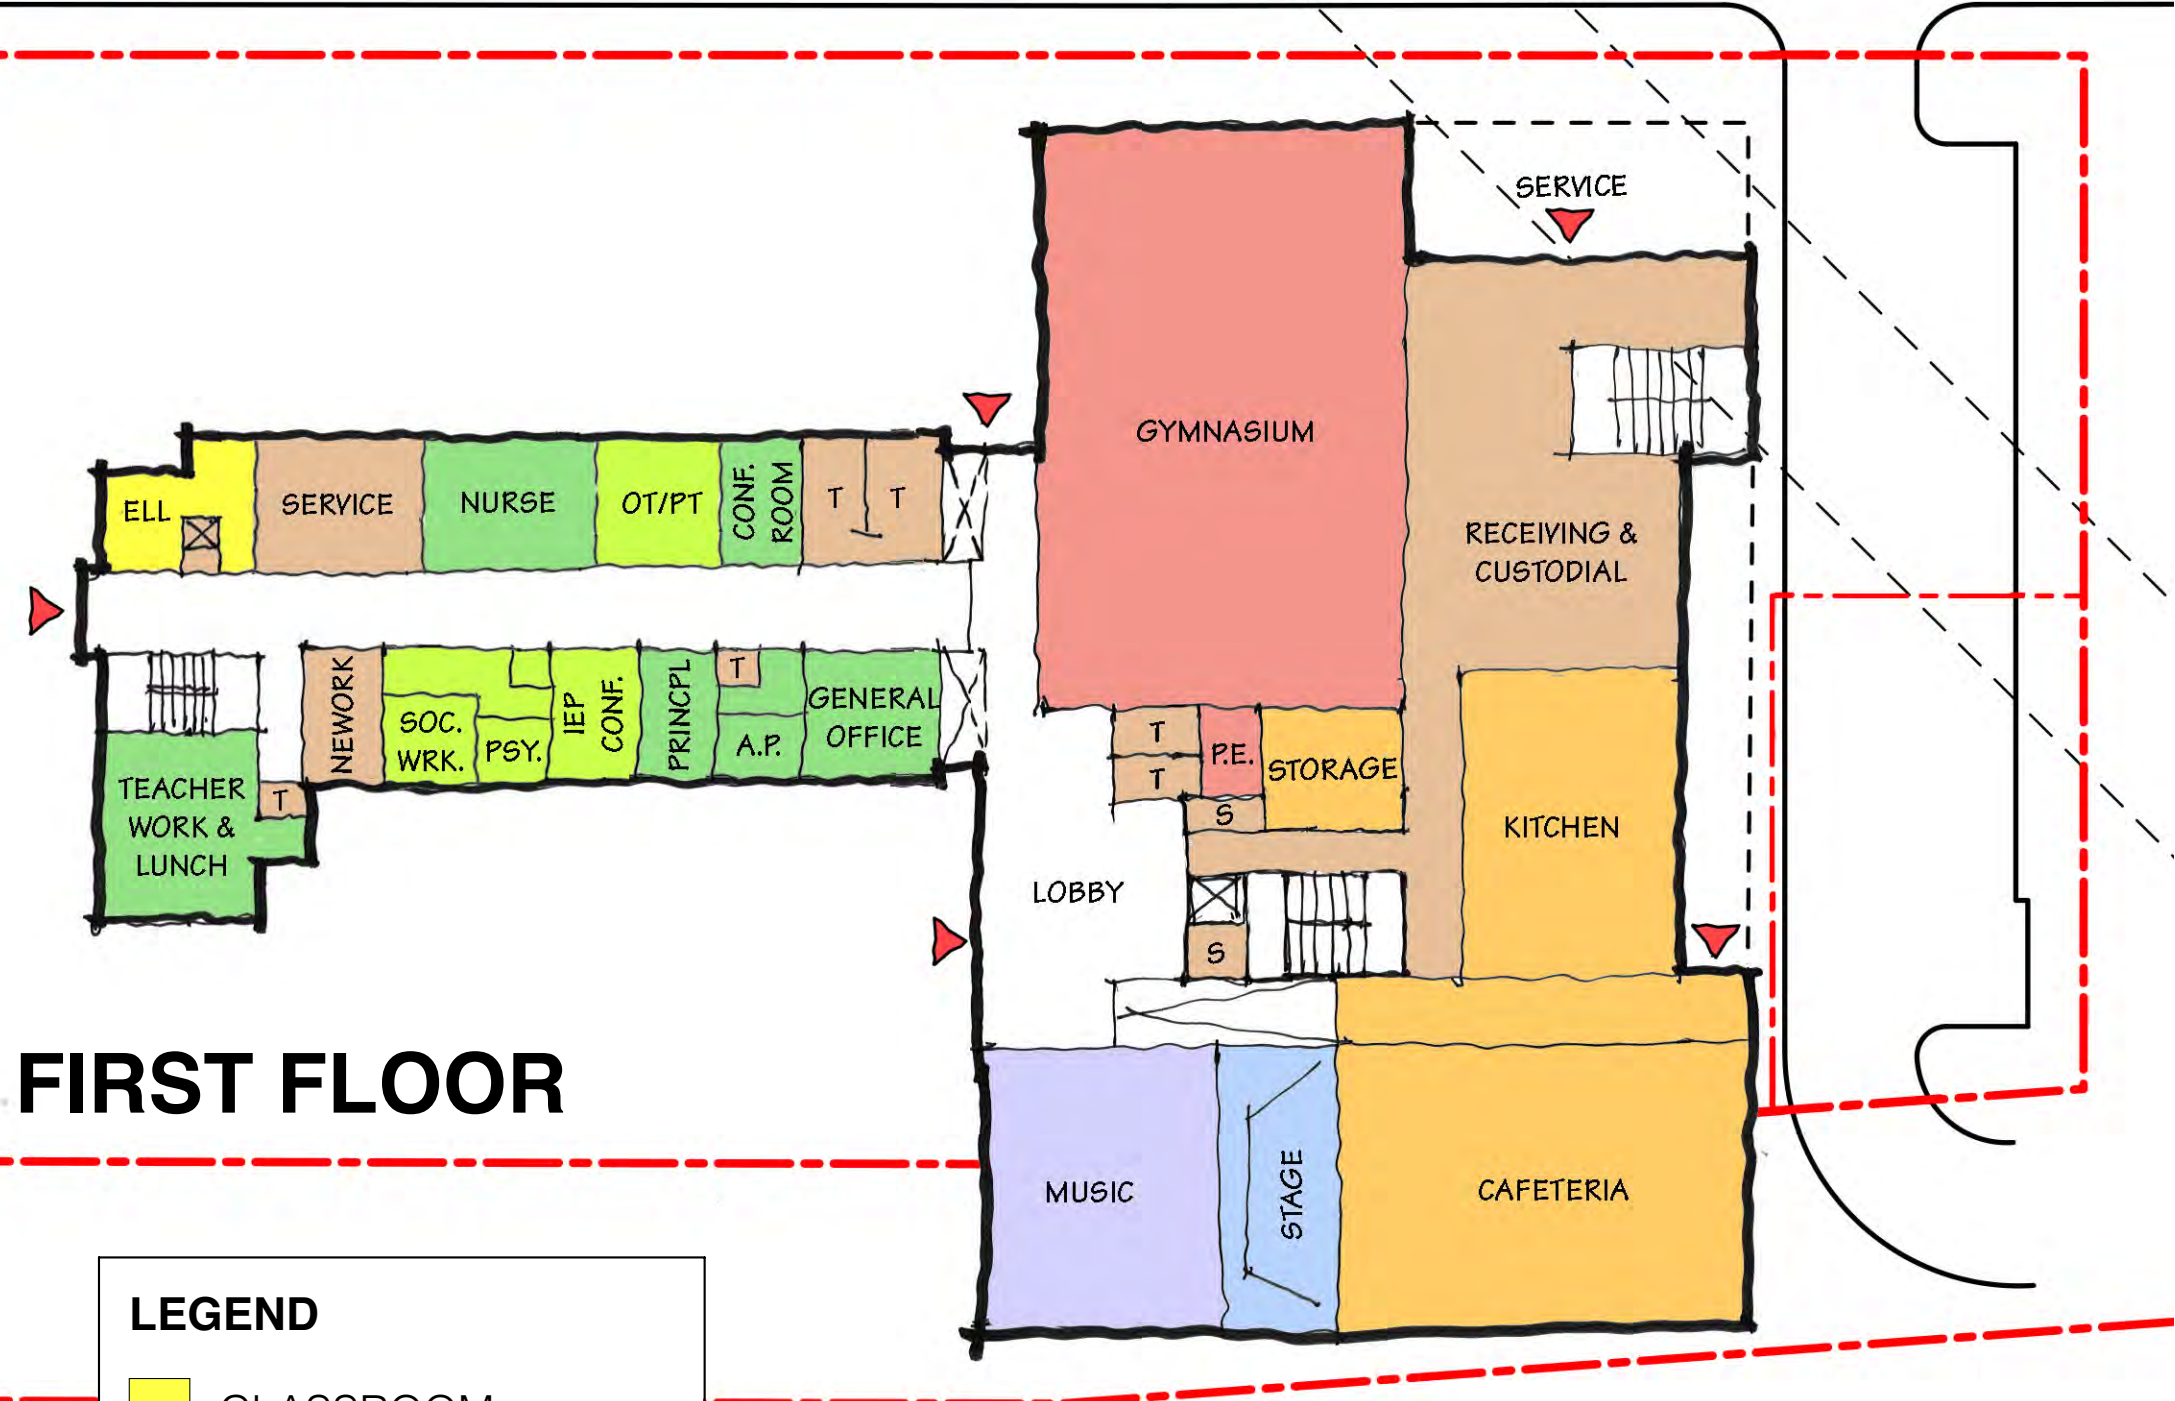 SERVICE
GYMNASIUM
ELL
SERVICE
NURSE
OT/PT
CONF.
ROOM
T
T
RECEIVING &
CUSTODIAL
NEWORK
SOC.
WRK.
PSY.
IEP
CONF.
PRINCPL
T
A.P.
GENERAL
OFFICE
TEACHER
WORK &
LUNCH
T
T
T
P.E.
STORAGE
S
KITCHEN
LOBBY
S
FIRST FLOOR
MUSIC
STAGE
CAFETERIA
LEGEND
CLASSROOM